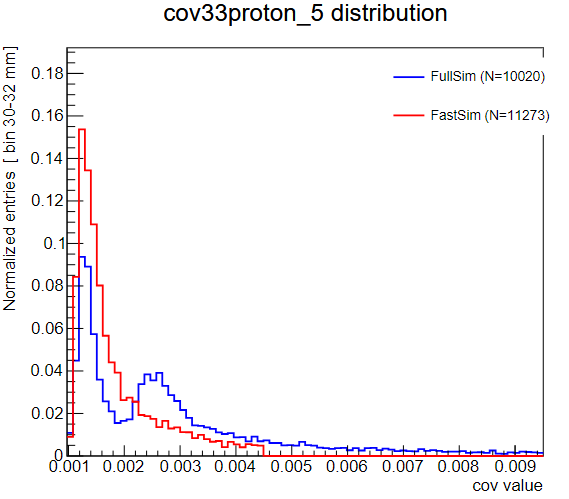 cov33proton_5 distribution
Normalized entries [ bin 30-32 mm]
FullSim (N=10020)
FastSim (N=11273)
0.18
0.16
0.14
0.12
0.1
0.08
0.06
0.04
0.02
0
0.001 0.002 0.003 0.004 0.005 0.006 0.007 0.008 0.009
cov value